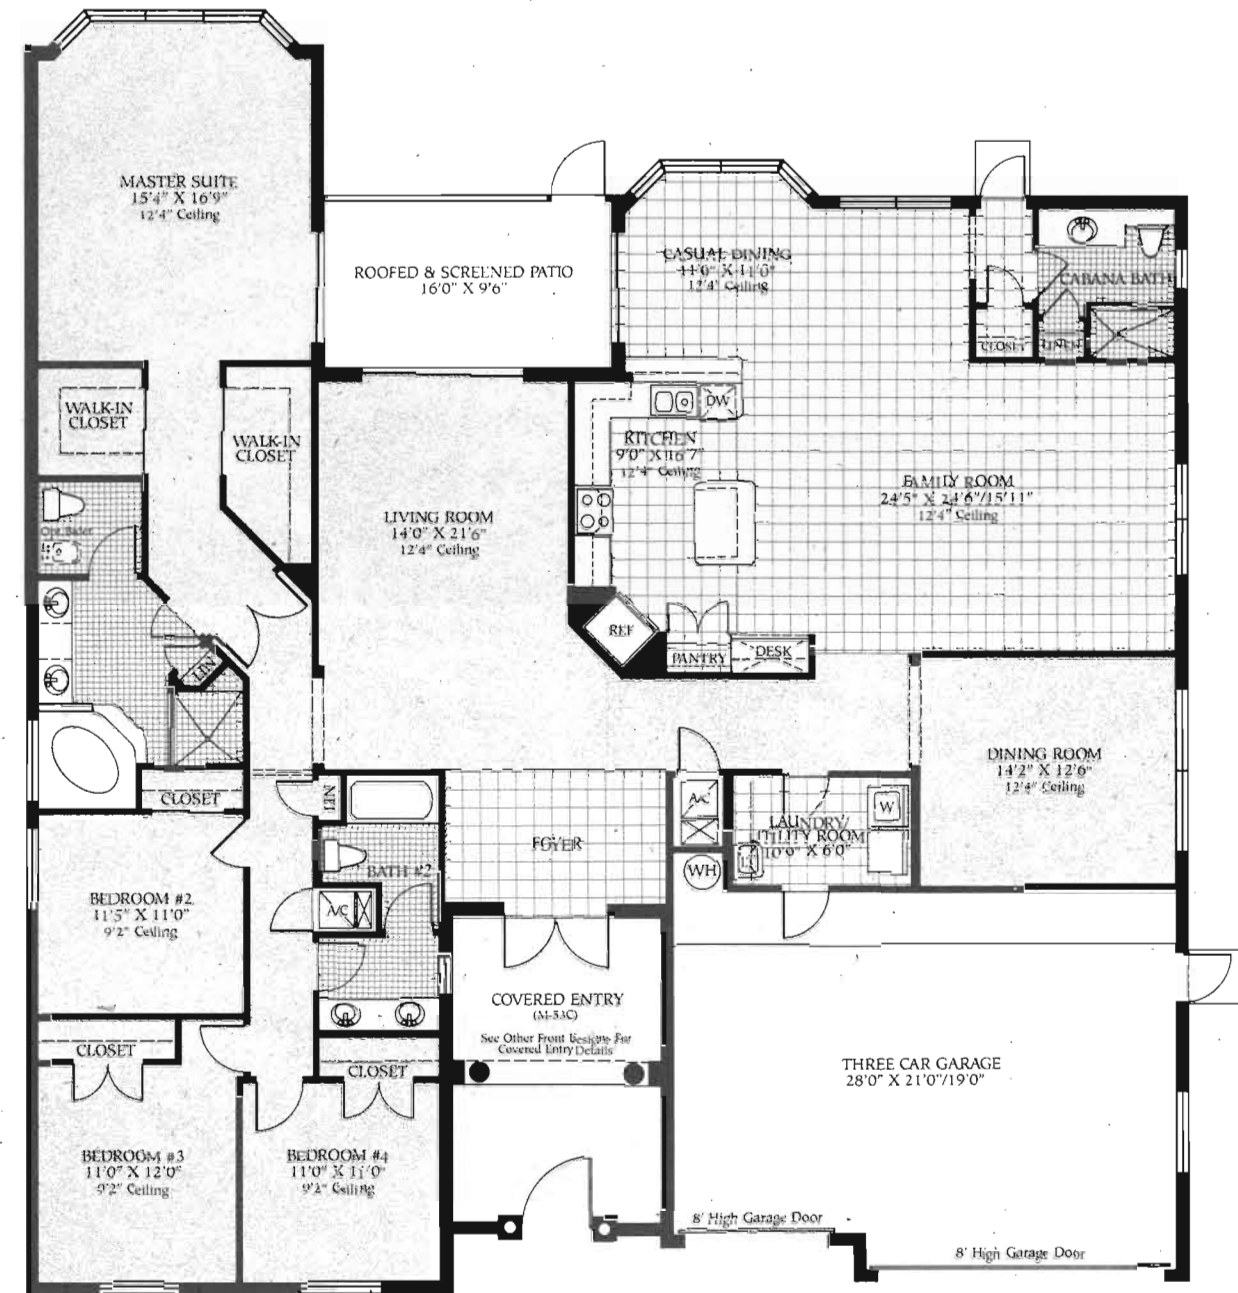 MASTER SUITE
15'4" X 16'9"
12'4" Ceiling
ROOFED & SCREENED PATIO
16'0" X 9'6"
CASUAL DINING
11'0" X 11'0"
12'4" Ceiling
CABANA BATH
CLOSET
LINEN
WALK-IN
CLOSET
WALK-IN
CLOSET
DW
KITCHEN
9'0" X 16'7"
12'4" Ceiling
FAMILY ROOM
24'5" X 24'6"/15'11"
12'4" Ceiling
LIVING ROOM
14'0" X 21'6"
12'4" Ceiling
Opt. Bidet
REF
PANTRY
DESK
LIN
DINING ROOM
14'2" X 12'6"
12'4" Ceiling
CLOSET
LIN
A/C
W
LAUNDRY/
UTILITY ROOM
10'0" X 6'0"
FOYER
WH
BATH #2
BEDROOM #2
11'5" X 11'0"
9'2" Ceiling
A/C
COVERED ENTRY
(M-53C)
See Other Front Designs For
Covered Entry Details
CLOSET
CLOSET
THREE CAR GARAGE
28'0" X 21'0"/19'0"
BEDROOM #3
11'0" X 12'0"
9'2" Ceiling
BEDROOM #4
11'0" X 11'0"
9'2" Ceiling
8' High Garage Door
8' High Garage Door